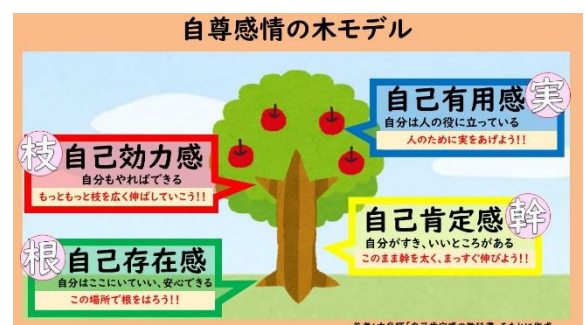 自尊感情の木モデル
自己有用感 実
自分は人の役に立っている
人のために実をあげよう!!
枝 自己効力感
自分もやればできる
もっともっと枝を広く伸ばしていこう!!
自己肯定感 幹
自分がすき、いいところがある
このまま幹を太く、まっすぐ伸びよう!!
根 自己存在感
自分はここにいていい、安心できる
この場所で根をはろう!!